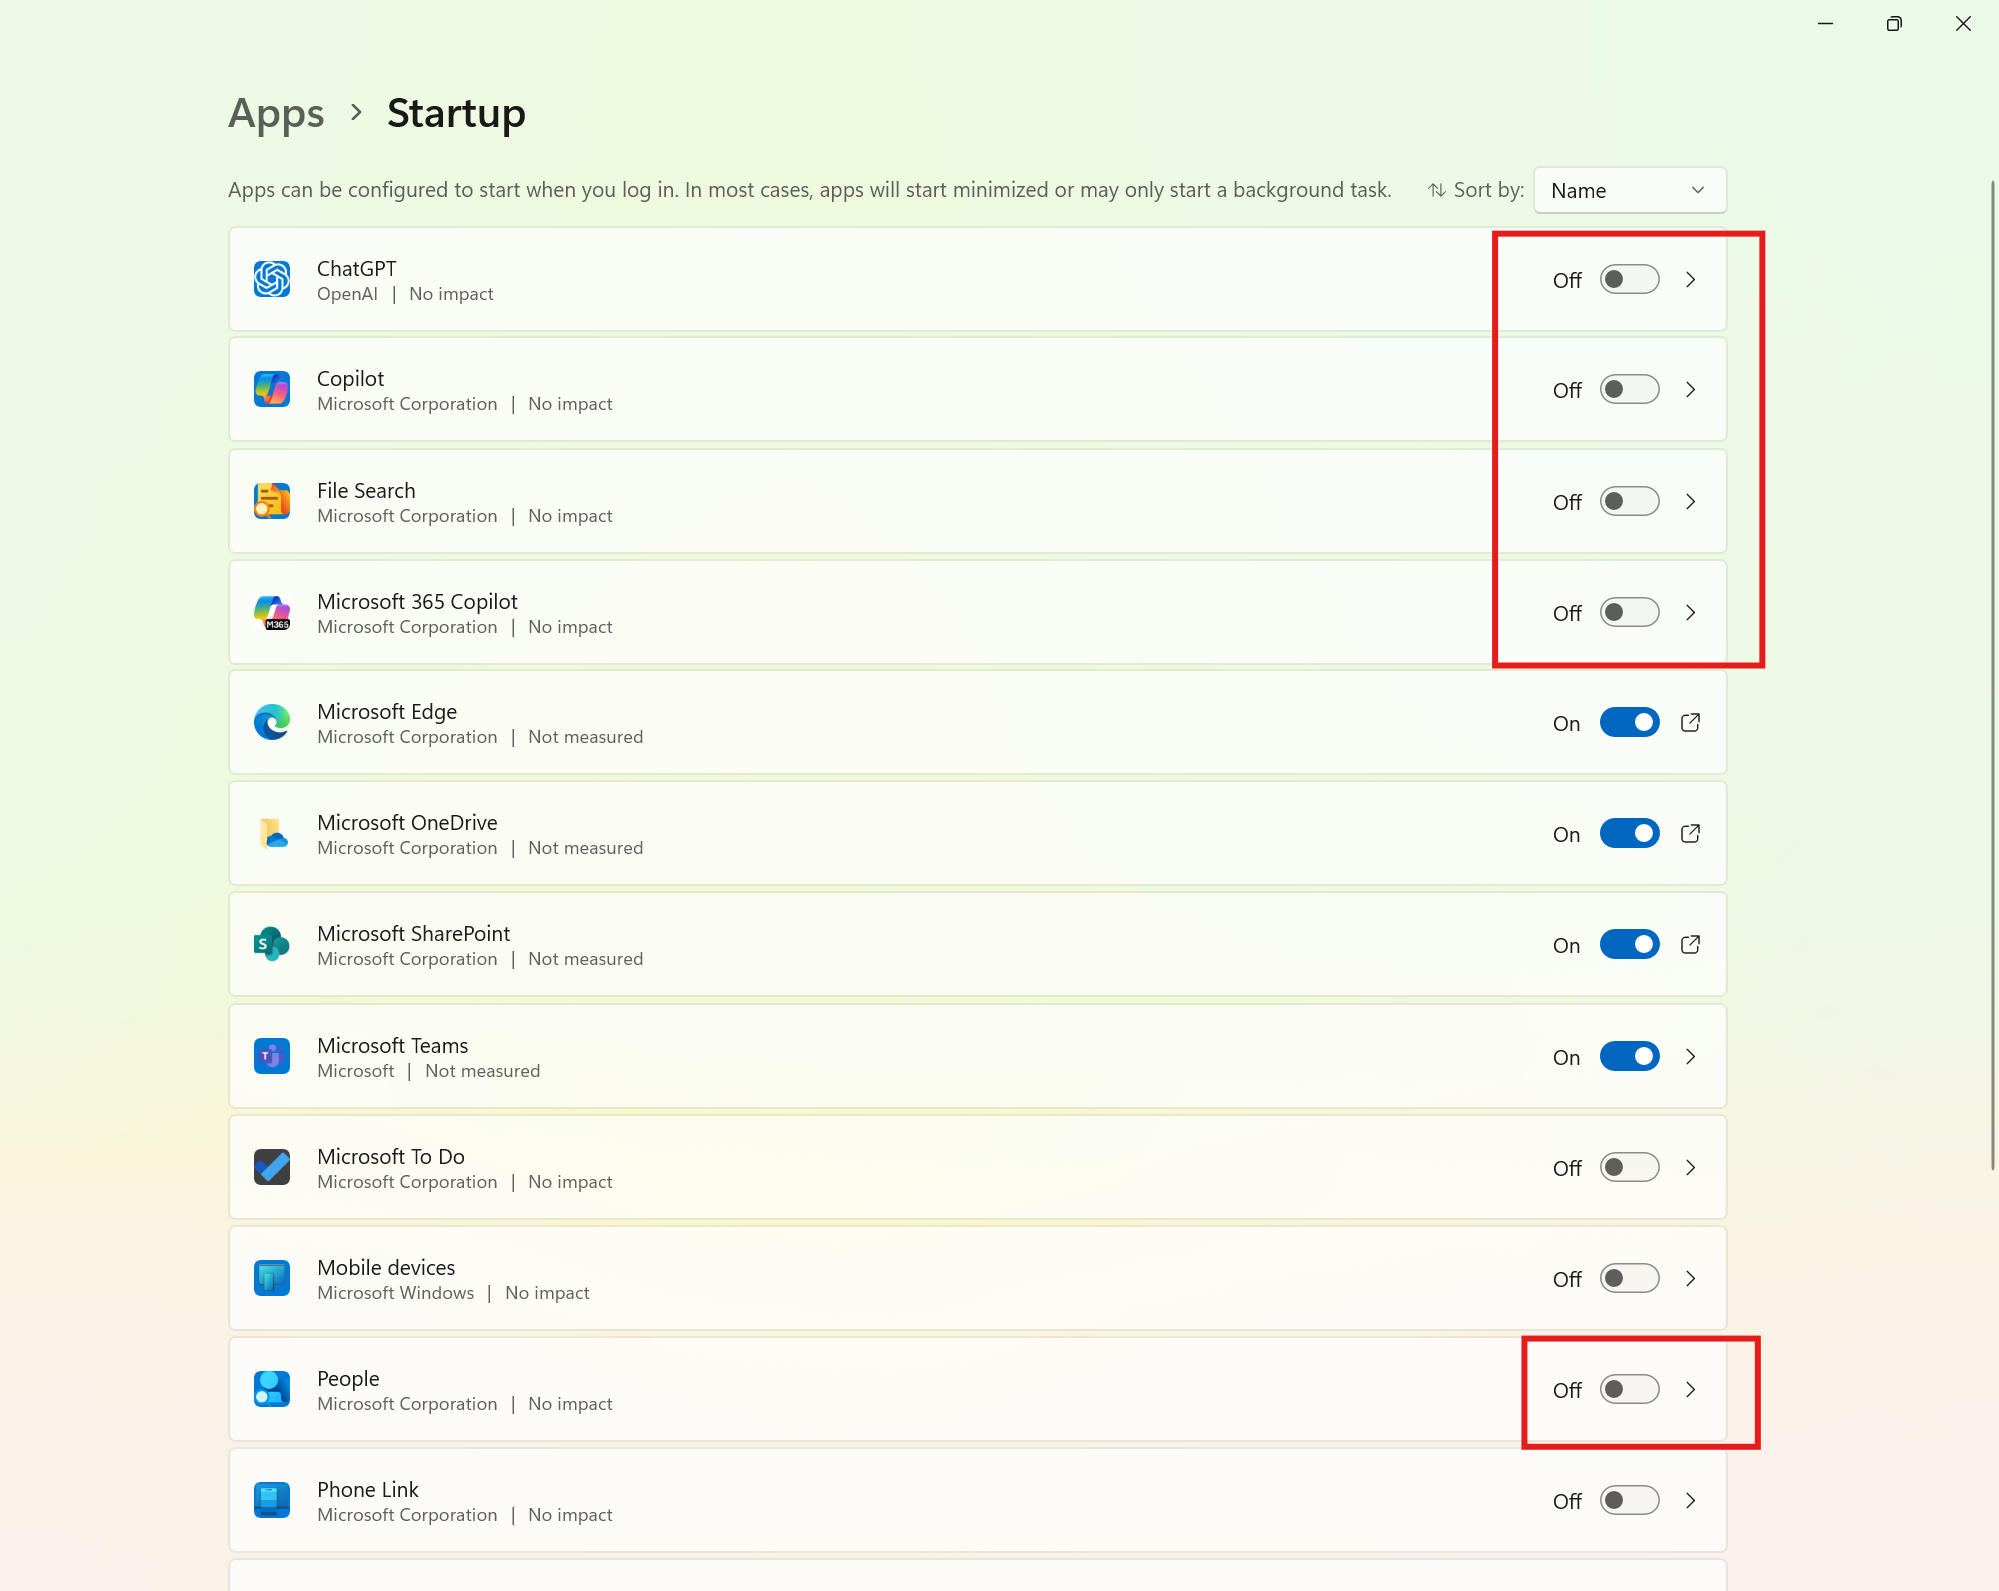 Apps > Startup
Apps can be configured to start when you log in. In most cases, apps will start minimized or may only start a background task. Sort by: Name
ChatGPT
OpenAI | No impact
Off
Copilot
Microsoft Corporation | No impact
Off
File Search
Microsoft Corporation | No impact
Off
Microsoft 365 Copilot
M365
Microsoft Corporation | No impact
Off
Microsoft Edge
Microsoft Corporation | Not measured
On
Microsoft OneDrive
Microsoft Corporation | Not measured
On
Microsoft SharePoint
S
Microsoft Corporation | Not measured
On
Microsoft Teams
T
Microsoft | Not measured
On
Microsoft To Do
Microsoft Corporation | No impact
Off
Mobile devices
Microsoft Windows | No impact
Off
People
Microsoft Corporation | No impact
Off
Phone Link
Microsoft Corporation | No impact
Off